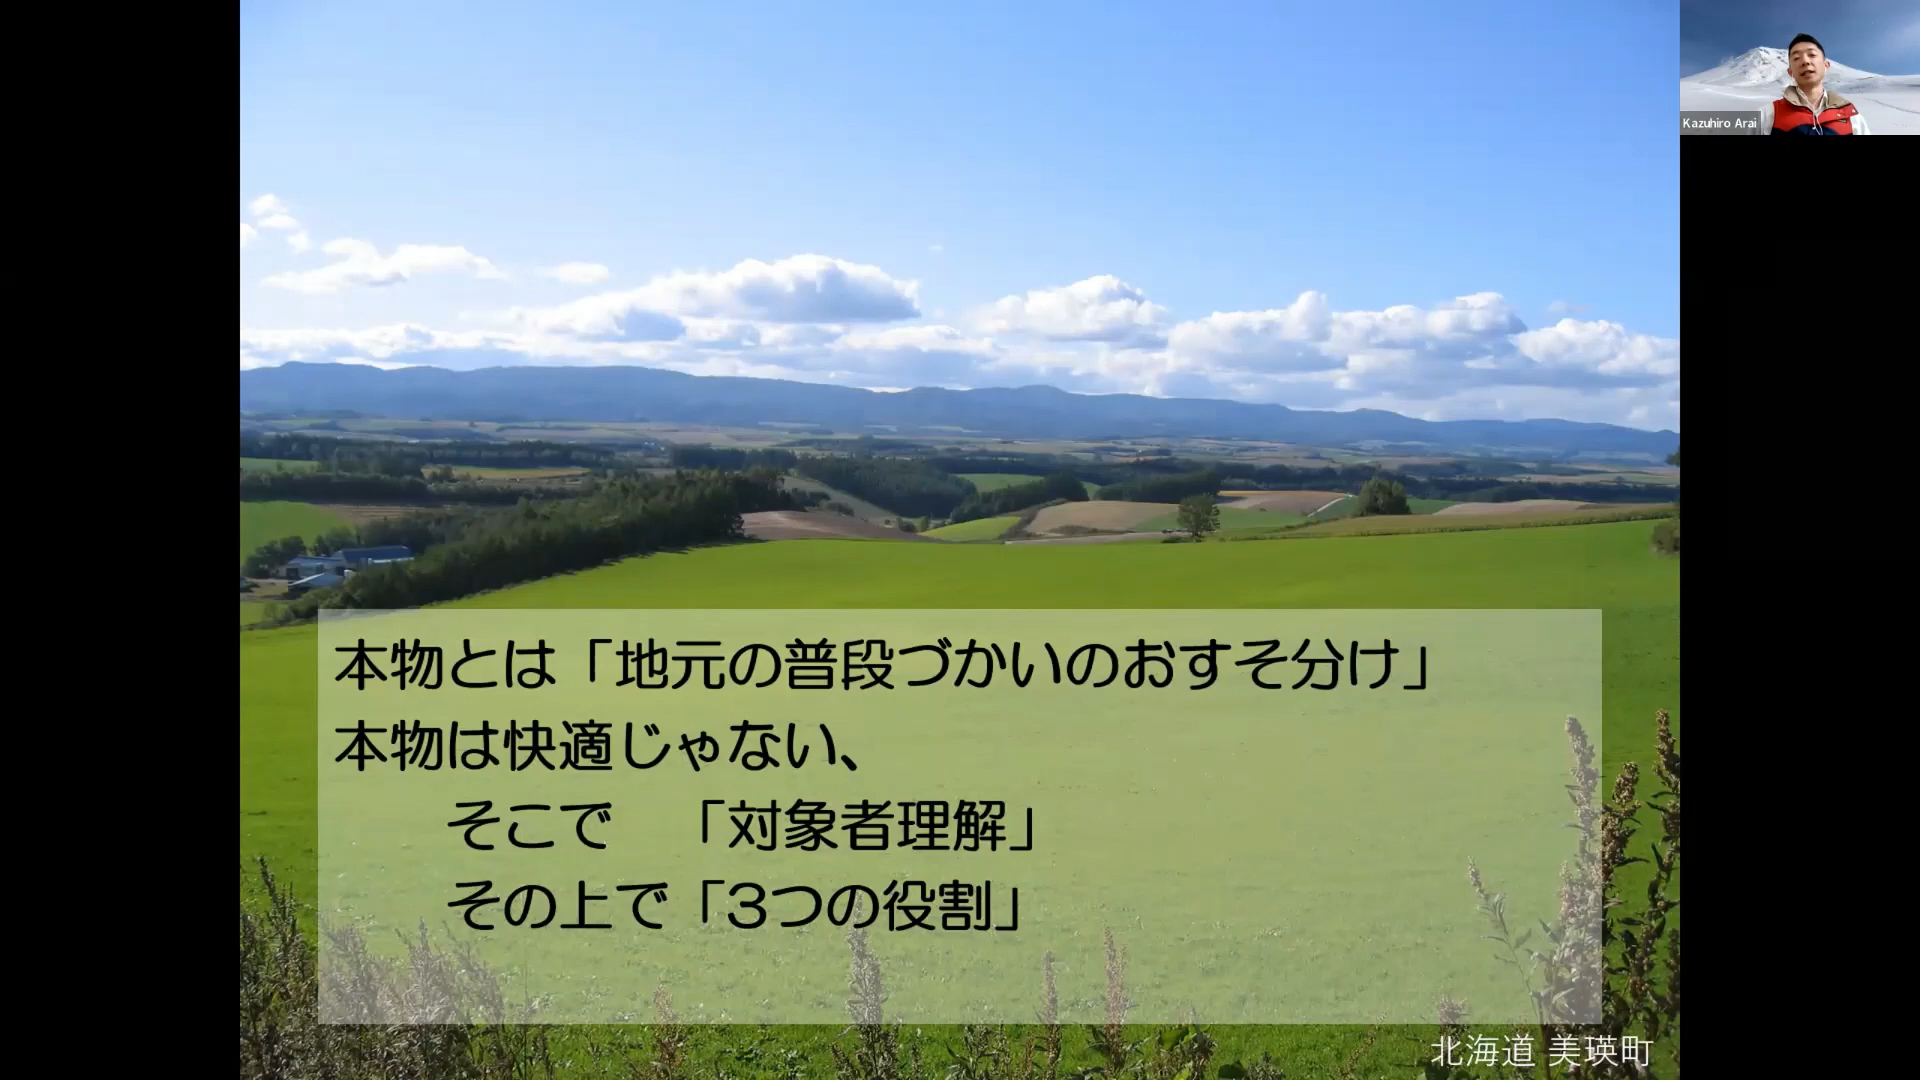 Kazuhiro Arai
本物とは「地元の普段づかいのおすそ分け」
本物は快適じゃない、
そこで　「対象者理解」
その上で「3つの役割」
北海道 美瑛町